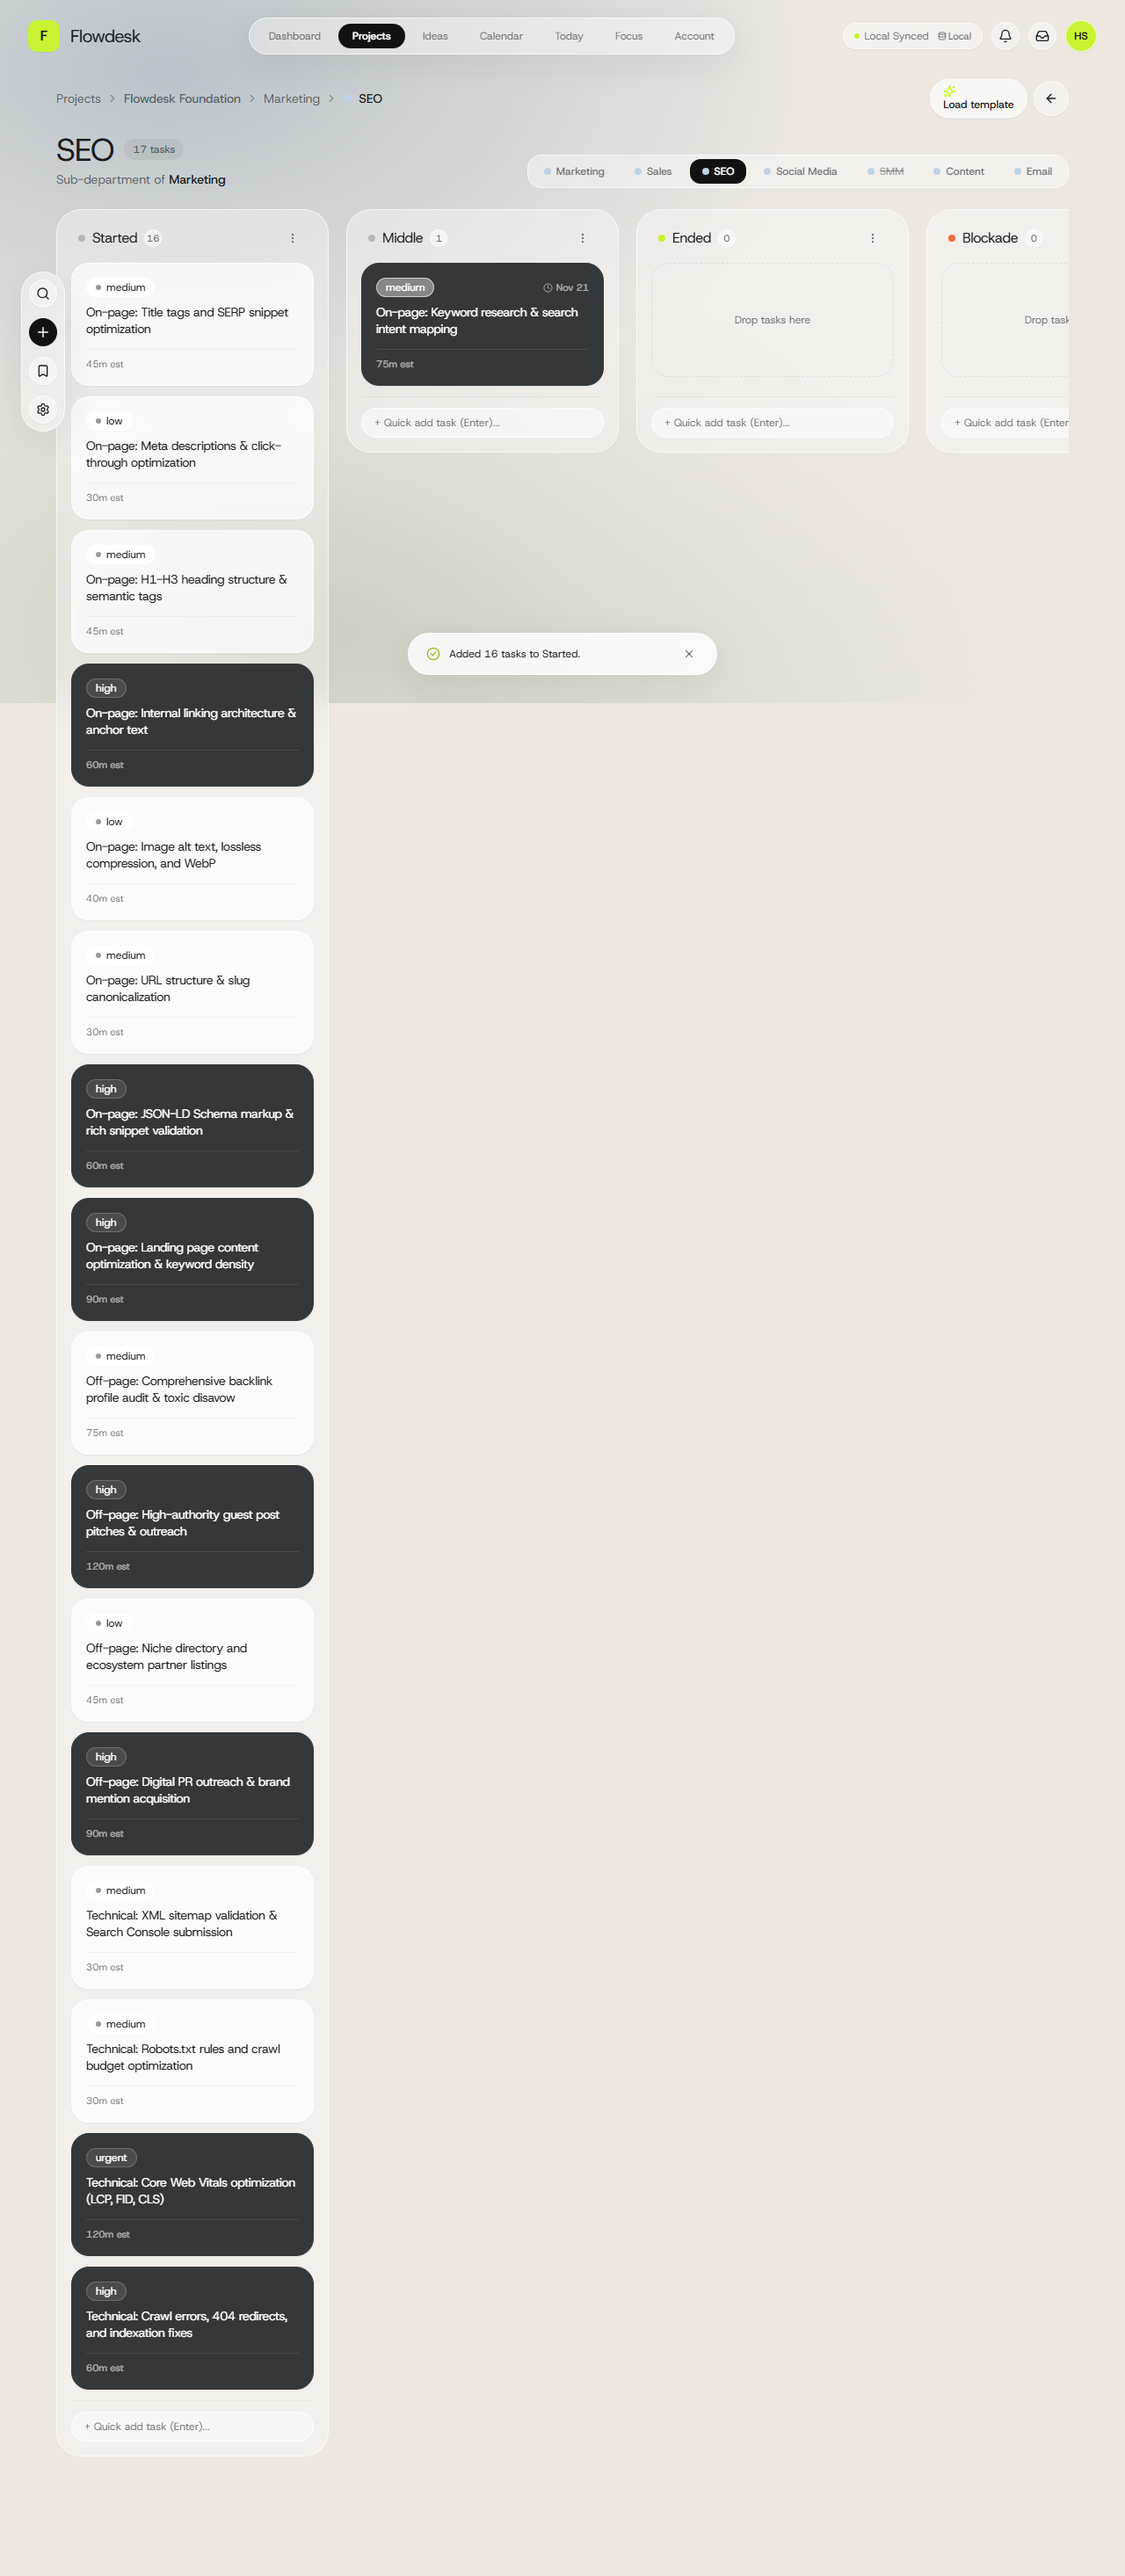 F Flowdesk
Dashboard Projects Ideas Calendar Today Focus Account
Local Synced Local
HS
Projects > Flowdesk Foundation > Marketing > SEO
Load template
SEO 17 tasks
Sub-department of Marketing
Marketing Sales SEO Social Media SMM Content Email
Started 16
medium
On-page: Title tags and SERP snippet
optimization
45m est
low
On-page: Meta descriptions & click-
through optimization
30m est
medium
On-page: H1-H3 heading structure &
semantic tags
45m est
high
On-page: Internal linking architecture &
anchor text
60m est
low
On-page: Image alt text, lossless
compression, and WebP
40m est
medium
On-page: URL structure & slug
canonicalization
30m est
high
On-page: JSON-LD Schema markup &
rich snippet validation
60m est
high
On-page: Landing page content
optimization & keyword density
90m est
medium
Off-page: Comprehensive backlink
profile audit & toxic disavow
75m est
high
Off-page: High-authority guest post
pitches & outreach
120m est
low
Off-page: Niche directory and
ecosystem partner listings
45m est
high
Off-page: Digital PR outreach & brand
mention acquisition
90m est
medium
Technical: XML sitemap validation &
Search Console submission
30m est
medium
Technical: Robots.txt rules and crawl
budget optimization
30m est
urgent
Technical: Core Web Vitals optimization
(LCP, FID, CLS)
120m est
high
Technical: Crawl errors, 404 redirects,
and indexation fixes
60m est
+ Quick add task (Enter)...
Middle 1
medium Nov 21
On-page: Keyword research & search
intent mapping
75m est
+ Quick add task (Enter)...
Ended 0
Drop tasks here
+ Quick add task (Enter)...
Blockade 0
Drop task
+ Quick add task (Enter
Added 16 tasks to Started.